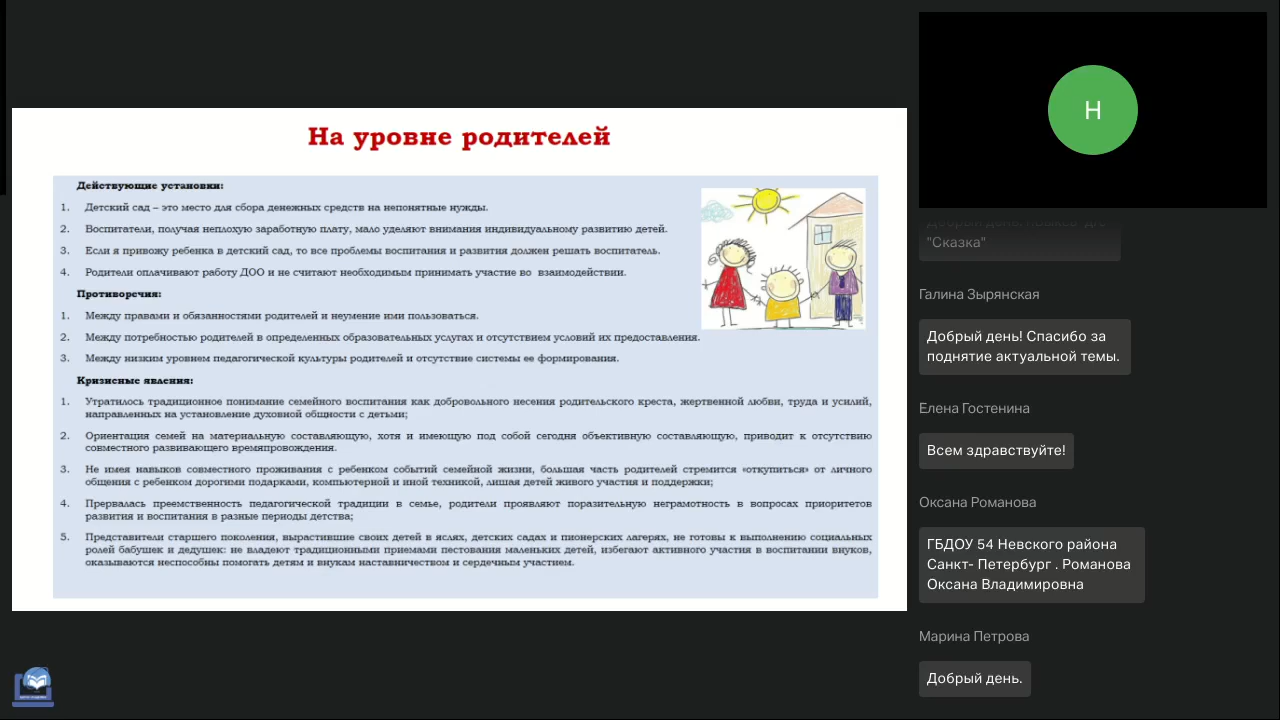 На уровне родителей
Действующие установки:
1. Детский сад – это место для сбора денежных средств на непонятные нужды.
2. Воспитатели, получая неплохую заработную плату, мало уделяют внимания индивидуальному развитию детей.
3. Если я привожу ребенка в детский сад, то все проблемы воспитания и развития должен решать воспитатель.
4. Родители оплачивают работу ДОО и не считают необходимым принимать участие во взаимодействии.
Противоречия:
1. Между правами и обязанностями родителей и неумение ими пользоваться.
2. Между потребностью родителей в определенных образовательных услугах и отсутствием условий их предоставления.
3. Между низким уровнем педагогической культуры родителей и отсутствие системы ее формирования.
Кризисные явления:
1. Утратилось традиционное понимание семейного воспитания как добровольного несения родительского креста, жертвенной любви, труда и усилий,
направленных на установление духовной общности с детьми;
2. Ориентация семей на материальную составляющую, хотя и имеющую под собой сегодня объективную составляющую, приводит к отсутствию
совместного развивающего времяпровождения.
3. Не имея навыков совместного проживания с ребенком событий семейной жизни, большая часть родителей стремится «откупиться» от личного
общения с ребенком дорогими подарками, компьютерной и иной техникой, лишая детей живого участия и поддержки;
4. Прервалась преемственность педагогической традиции в семье, родители проявляют поразительную неграмотность в вопросах приоритетов
развития и воспитания в разные периоды детства;
5. Представители старшего поколения, вырастившие своих детей в яслях, детских садах и пионерских лагерях, не готовы к выполнению социальных
ролей бабушек и дедушек: не владеют традиционными приемами пестования маленьких детей, избегают активного участия в воспитании внуков,
оказываются неспособны помогать детям и внукам наставничеством и сердечным участием.
Н
"Сказка"
Галина Зырянская
Добрый день! Спасибо за
поднятие актуальной темы.
Елена Гостенина
Всем здравствуйте!
Оксана Романова
ГБДОУ 54 Невского района
Санкт- Петербург . Романова
Оксана Владимировна
Марина Петрова
Добрый день.